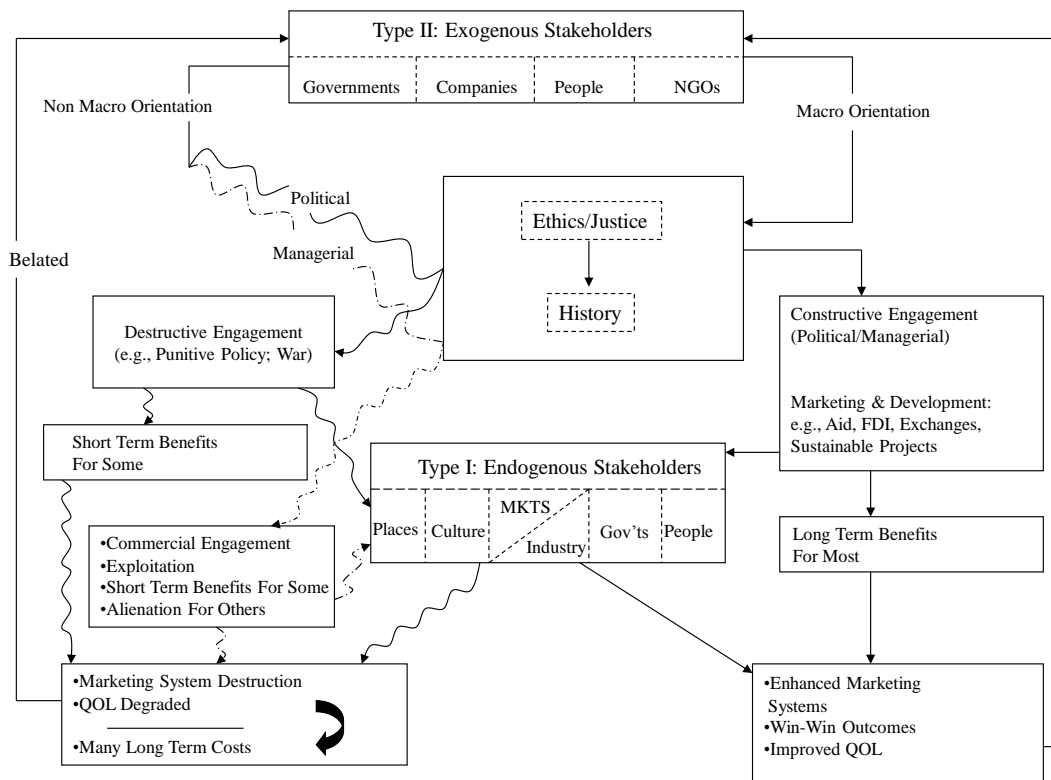 Type II: Exogenous Stakeholders
Governments Companies People NGOs
Non Macro Orientation
Macro Orientation
Political
Managerial
Belated
Ethics/Justice
History
Destructive Engagement
(e.g., Punitive Policy; War)
Constructive Engagement
(Political/Managerial)
Marketing & Development:
e.g., Aid, FDI, Exchanges,
Sustainable Projects
Short Term Benefits
For Some
Type I: Endogenous Stakeholders
Places Culture MKTS Industry Gov'ts People
•Commercial Engagement
•Exploitation
•Short Term Benefits For Some
•Alienation For Others
Long Term Benefits
For Most
•Marketing System Destruction
•QOL Degraded
•Many Long Term Costs
•Enhanced Marketing
Systems
•Win-Win Outcomes
•Improved QOL